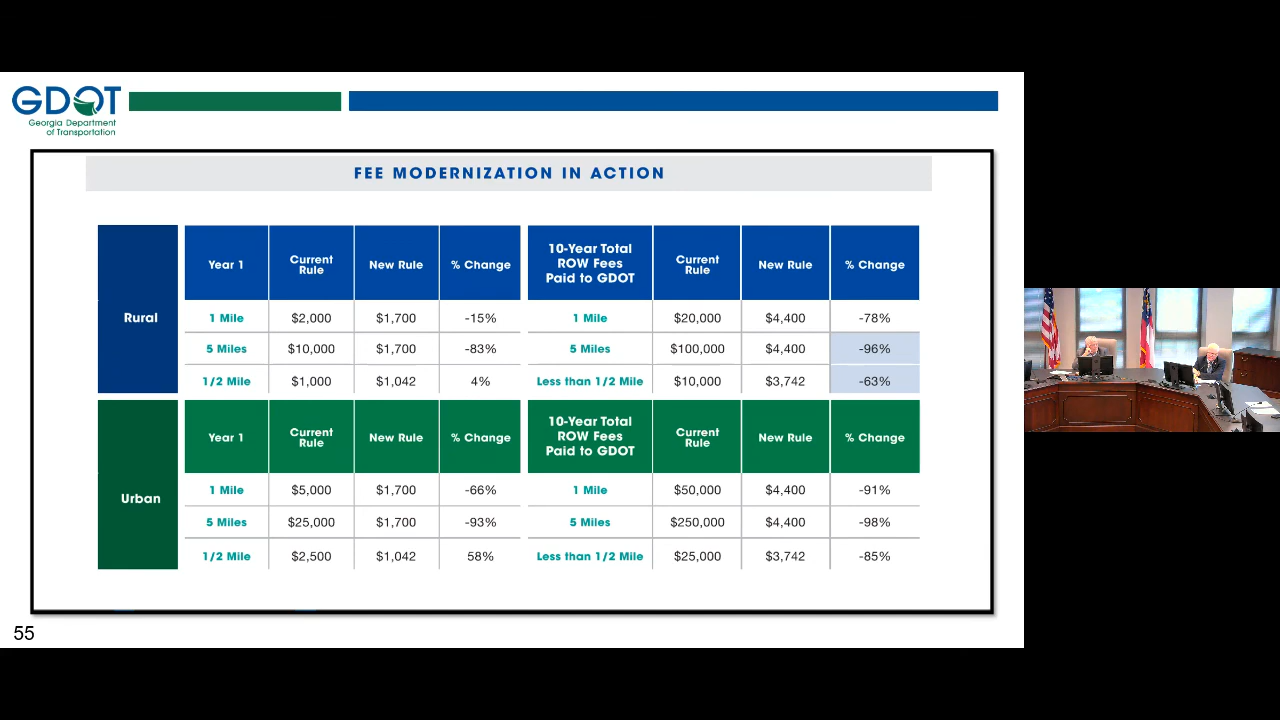 GDOT
Georgia Department
of Transportation
FEE MODERNIZATION IN ACTION
Rural
Year 1 Current Rule New Rule % Change 10-Year Total ROW Fees Paid to GDOT Current Rule New Rule % Change
1 Mile $2,000 $1,700 -15% 1 Mile $20,000 $4,400 -78%
5 Miles $10,000 $1,700 -83% 5 Miles $100,000 $4,400 -96%
1/2 Mile $1,000 $1,042 4% Less than 1/2 Mile $10,000 $3,742 -63%
Urban
Year 1 Current Rule New Rule % Change 10-Year Total ROW Fees Paid to GDOT Current Rule New Rule % Change
1 Mile $5,000 $1,700 -66% 1 Mile $50,000 $4,400 -91%
5 Miles $25,000 $1,700 -93% 5 Miles $250,000 $4,400 -98%
1/2 Mile $2,500 $1,042 58% Less than 1/2 Mile $25,000 $3,742 -85%
55